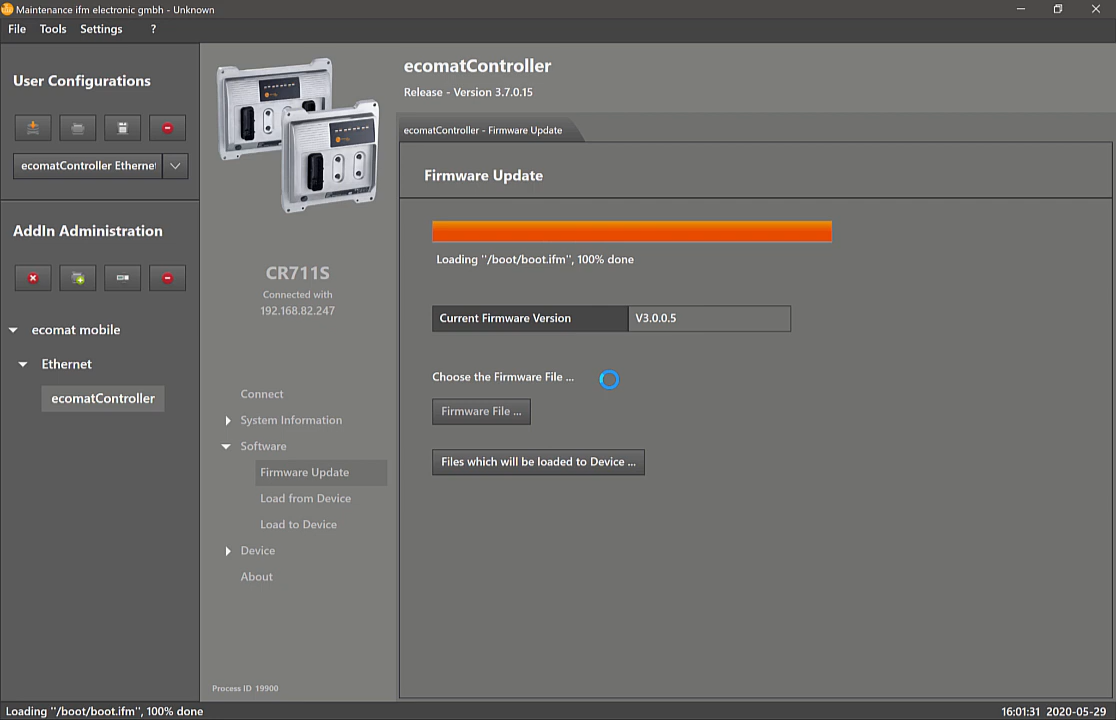 Maintenance ifm electronic gmbh - Unknown
File Tools Settings ?
User Configurations
ecomatController Etherne
AddIn Administration
ecomat mobile
Ethernet
ecomatController
CR711S
Connected with
192.168.82.247
Connect
System Information
Software
Firmware Update
Load from Device
Load to Device
Device
About
Process ID 19900
ecomatController
Release - Version 3.7.0.15
ecomatController - Firmware Update
Firmware Update
Loading "/boot/boot.ifm", 100% done
Current Firmware Version V3.0.0.5
Choose the Firmware File ...
Firmware File ...
Files which will be loaded to Device ...
Loading "/boot/boot.ifm", 100% done
16:01:31 2020-05-29